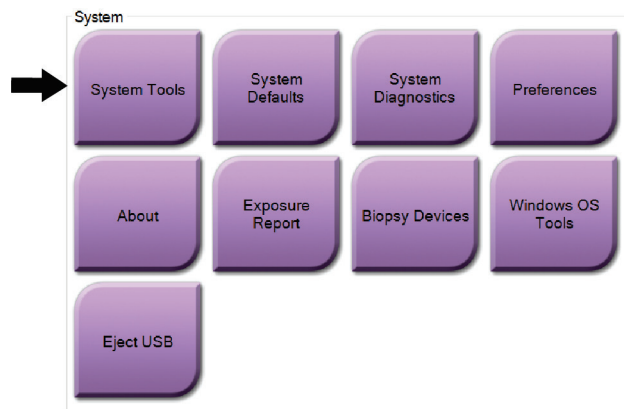 System
System Tools
System
Defaults
System
Diagnostics
Preferences
About
Exposure
Report
Biopsy Devices
Windows OS
Tools
Eject USB